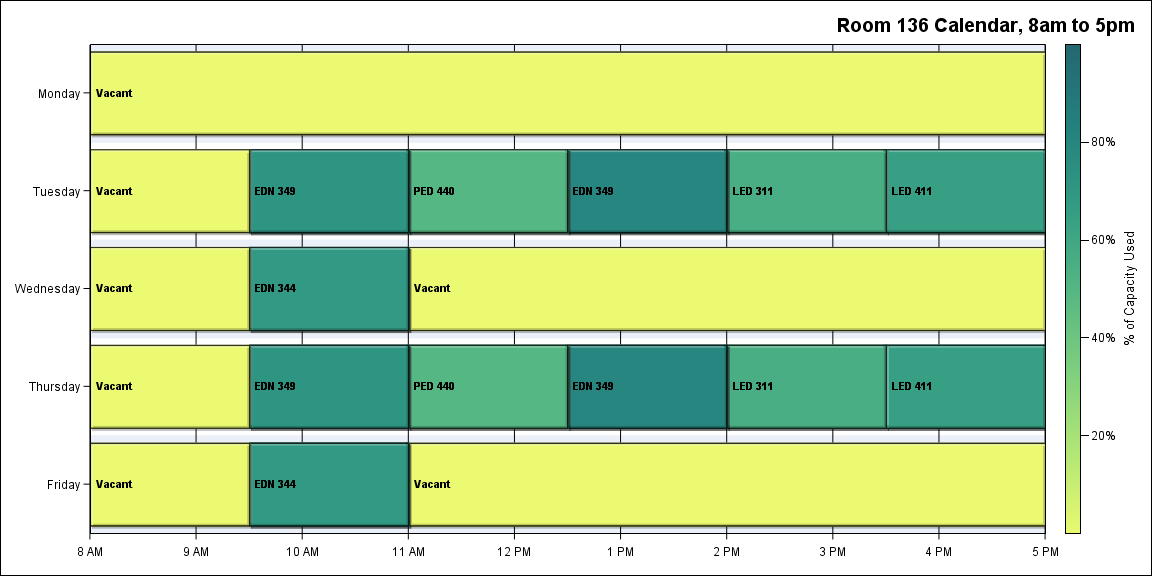 Room 136 Calendar, 8am to 5pm
Monday
Vacant
Tuesday
Vacant
EDN 349
PED 440
EDN 349
LED 311
LED 411
Wednesday
Vacant
EDN 344
Vacant
Thursday
Vacant
EDN 349
PED 440
EDN 349
LED 311
LED 411
Friday
Vacant
EDN 344
Vacant
8 AM
9 AM
10 AM
11 AM
12 PM
1 PM
2 PM
3 PM
4 PM
5 PM
80%
60%
40%
20%
% of Capacity Used